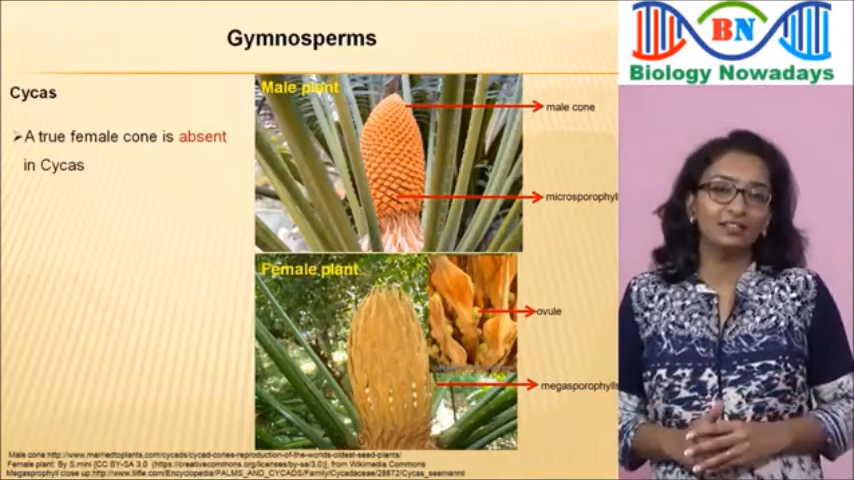 Gymnosperms
BN
Biology Nowadays
Cycas
➢A true female cone is absent
in Cycas
Male plant
male cone
microsporophyll
Female plant
ovule
megasporophylls
Male cone:http://www.marriedtoplants.com/cycads/cycad-cones-reproduction-of-the-worlds-oldest-seed-plants/
Female plant: By S.mini [CC BY-SA 3.0 (https://creativecommons.org/licenses/by-sa/3.0)], from Wikimedia Commons
Megasprophyll close up:http://www.llifle.com/Encyclopedia/PALMS_AND_CYCADS/Family/Cycadaceae/28872/Cycas_seemannii